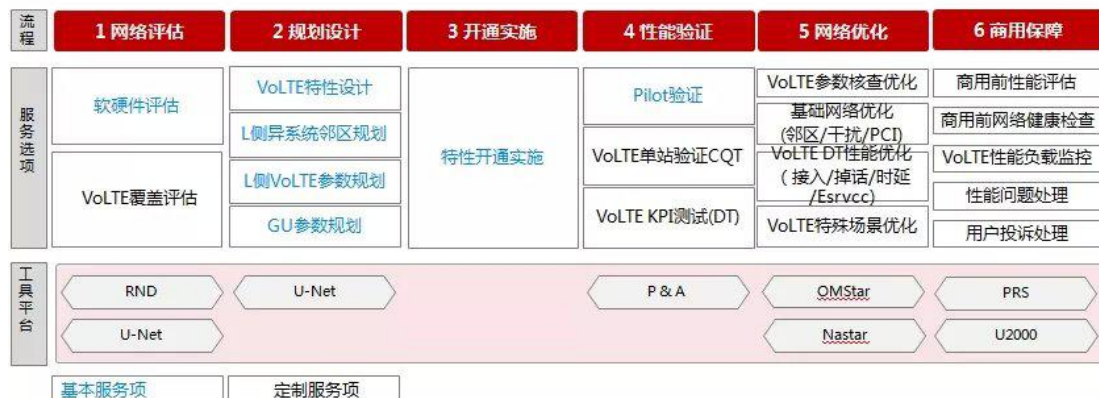 流程
1 网络评估
2 规划设计
3 开通实施
4 性能验证
5 网络优化
6 商用保障
服务选项
软硬件评估
VoLTE覆盖评估
VoLTE特性设计
L侧异系统邻区规划
L侧VoLTE参数规划
GU参数规划
特性开通实施
Pilot验证
VoLTE单站验证CQT
VoLTE KPI测试(DT)
VoLTE参数核查优化
基础网络优化
(邻区/干扰/PCI)
VoLTE DT性能优化
（接入/掉话/时延
/Esrvcc)
VoLTE特殊场景优化
商用前性能评估
商用前网络健康检查
VoLTE性能负载监控
性能问题处理
用户投诉处理
工具平台
RND
U-Net
U-Net
P & A
OMStar
Nastar
PRS
U2000
基本服务项
定制服务项